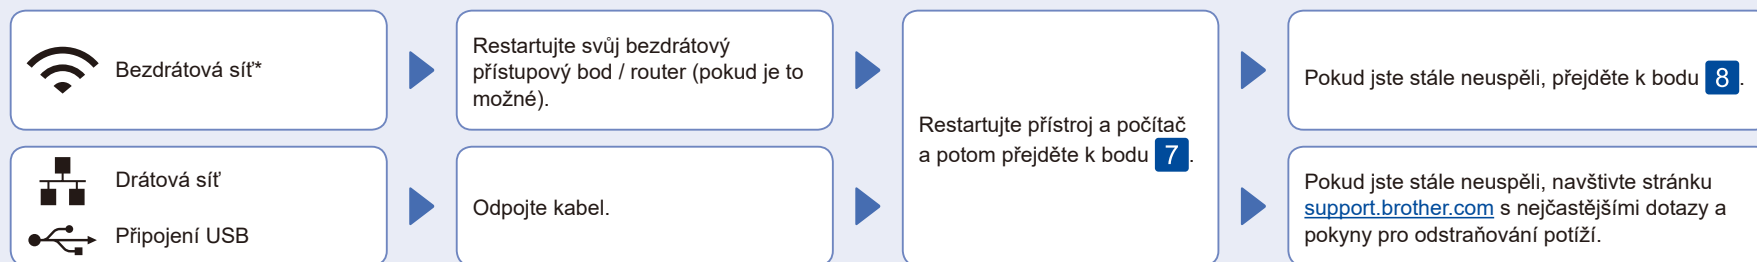 Bezdrátová síť*
Restartujte svůj bezdrátový
přístupový bod / router (pokud je to
možné).
Drátová síť
Připojení USB
Odpojte kabel.
Restartujte přístroj a počítač
a potom přejděte k bodu 7.
Pokud jste stále neuspěli, přejděte k bodu 8.
Pokud jste stále neuspěli, navštivte stránku
support.brother.com s nejčastějšími dotazy a
pokyny pro odstraňování potíží.